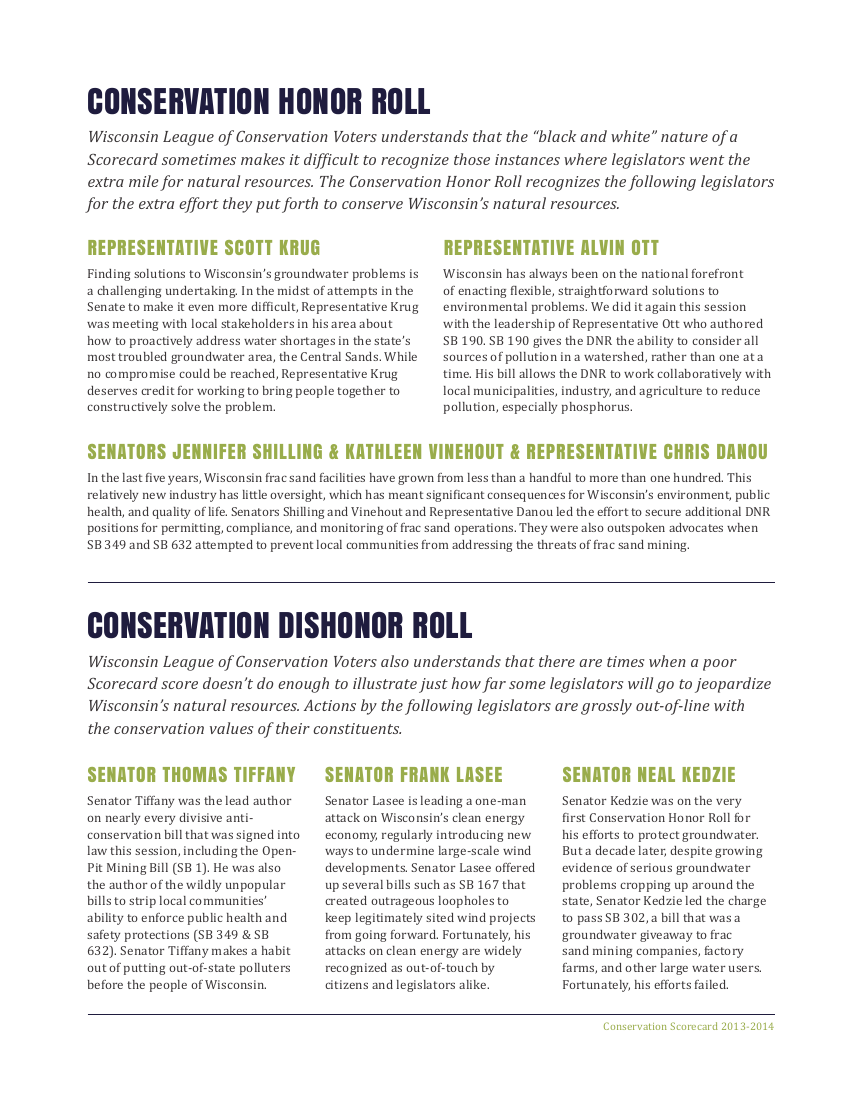 CONSERVATION HONOR ROLL
Wisconsin League of Conservation Voters understands that the “black and white” nature of a
Scorecard sometimes makes it difficult to recognize those instances where legislators went the
extra mile for natural resources. The Conservation Honor Roll recognizes the following legislators
for the extra effort they put forth to conserve Wisconsin’s natural resources.
REPRESENTATIVE SCOTT KRUG
Finding solutions to Wisconsin’s groundwater problems is
a challenging undertaking. In the midst of attempts in the
Senate to make it even more difficult, Representative Krug
was meeting with local stakeholders in his area about
how to proactively address water shortages in the state’s
most troubled groundwater area, the Central Sands. While
no compromise could be reached, Representative Krug
deserves credit for working to bring people together to
constructively solve the problem.
REPRESENTATIVE ALVIN OTT
Wisconsin has always been on the national forefront
of enacting flexible, straightforward solutions to
environmental problems. We did it again this session
with the leadership of Representative Ott who authored
SB 190. SB 190 gives the DNR the ability to consider all
sources of pollution in a watershed, rather than one at a
time. His bill allows the DNR to work collaboratively with
local municipalities, industry, and agriculture to reduce
pollution, especially phosphorus.
SENATORS JENNIFER SHILLING & KATHLEEN VINEHOUT & REPRESENTATIVE CHRIS DANOU
In the last five years, Wisconsin frac sand facilities have grown from less than a handful to more than one hundred. This
relatively new industry has little oversight, which has meant significant consequences for Wisconsin’s environment, public
health, and quality of life. Senators Shilling and Vinehout and Representative Danou led the effort to secure additional DNR
positions for permitting, compliance, and monitoring of frac sand operations. They were also outspoken advocates when
SB 349 and SB 632 attempted to prevent local communities from addressing the threats of frac sand mining.
CONSERVATION DISHONOR ROLL
Wisconsin League of Conservation Voters also understands that there are times when a poor
Scorecard score doesn’t do enough to illustrate just how far some legislators will go to jeopardize
Wisconsin’s natural resources. Actions by the following legislators are grossly out-of-line with
the conservation values of their constituents.
SENATOR THOMAS TIFFANY
Senator Tiffany was the lead author
on nearly every divisive anti-
conservation bill that was signed into
law this session, including the Open-
Pit Mining Bill (SB 1). He was also
the author of the wildly unpopular
bills to strip local communities’
ability to enforce public health and
safety protections (SB 349 & SB
632). Senator Tiffany makes a habit
out of putting out-of-state polluters
before the people of Wisconsin.
SENATOR FRANK LASEE
Senator Lasee is leading a one-man
attack on Wisconsin’s clean energy
economy, regularly introducing new
ways to undermine large-scale wind
developments. Senator Lasee offered
up several bills such as SB 167 that
created outrageous loopholes to
keep legitimately sited wind projects
from going forward. Fortunately, his
attacks on clean energy are widely
recognized as out-of-touch by
citizens and legislators alike.
SENATOR NEAL KEDZIE
Senator Kedzie was on the very
first Conservation Honor Roll for
his efforts to protect groundwater.
But a decade later, despite growing
evidence of serious groundwater
problems cropping up around the
state, Senator Kedzie led the charge
to pass SB 302, a bill that was a
groundwater giveaway to frac
sand mining companies, factory
farms, and other large water users.
Fortunately, his efforts failed.
Conservation Scorecard 2013-2014